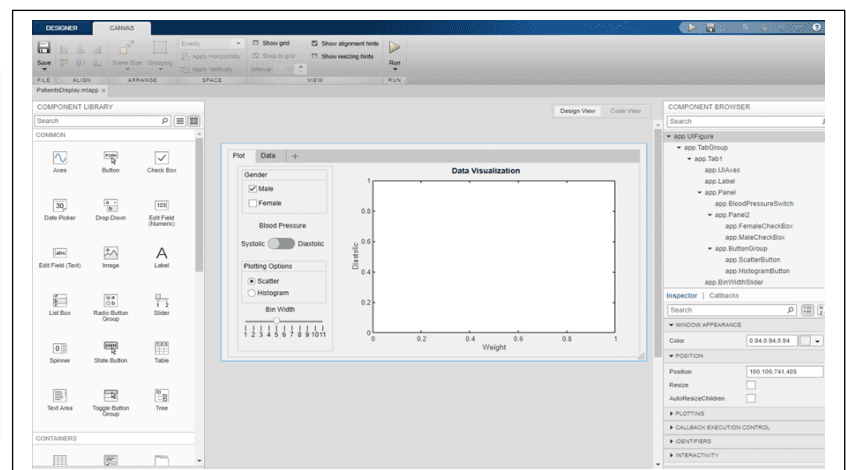 DESIGNER CANVAS
Save
Same Size Grouping
Evenly
Apply Horizontally
Apply Vertically
Show grid
Snap to grid
Interval 10
Show alignment hints
Show resizing hints
Run
FILE ALIGN ARRANGE SPACE VIEW RUN
PatientsDisplay.mlapp ×
COMPONENT LIBRARY
Search
COMMON
Axes Button Check Box
Date Picker Drop Down Edit Field (Numeric)
Edit Field (Text) Image Label
List Box Radio Button Group Slider
Spinner State Button Table
Text Area Toggle Button Group Tree
CONTAINERS
Design View Code View
Plot Data +
Gender
Male
Female
Blood Pressure
Systolic Diastolic
Plotting Options
Scatter
Histogram
Bin Width
1 2 3 4 5 6 7 8 9 10 11
Data Visualization
1
0.8
0.6
0.4
0.2
0
Diastolic
0 0.2 0.4 0.6 0.8 1
Weight
COMPONENT BROWSER
Search
app.UIFigure
app.TabGroup
app.Tab1
app.UIAxes
app.Label
app.Panel
app.BloodPressureSwitch
app.Panel2
app.FemaleCheckBox
app.MaleCheckBox
app.ButtonGroup
app.ScatterButton
app.HistogramButton
app.BinWidthSlider
Inspector | Callbacks
Search
WINDOW APPEARANCE
Color 0.94,0.94,0.94
POSITION
Position 100,100,741,405
Resize
AutoResizeChildren
PLOTTING
CALLBACK EXECUTION CONTROL
IDENTIFIERS
INTERACTIVITY